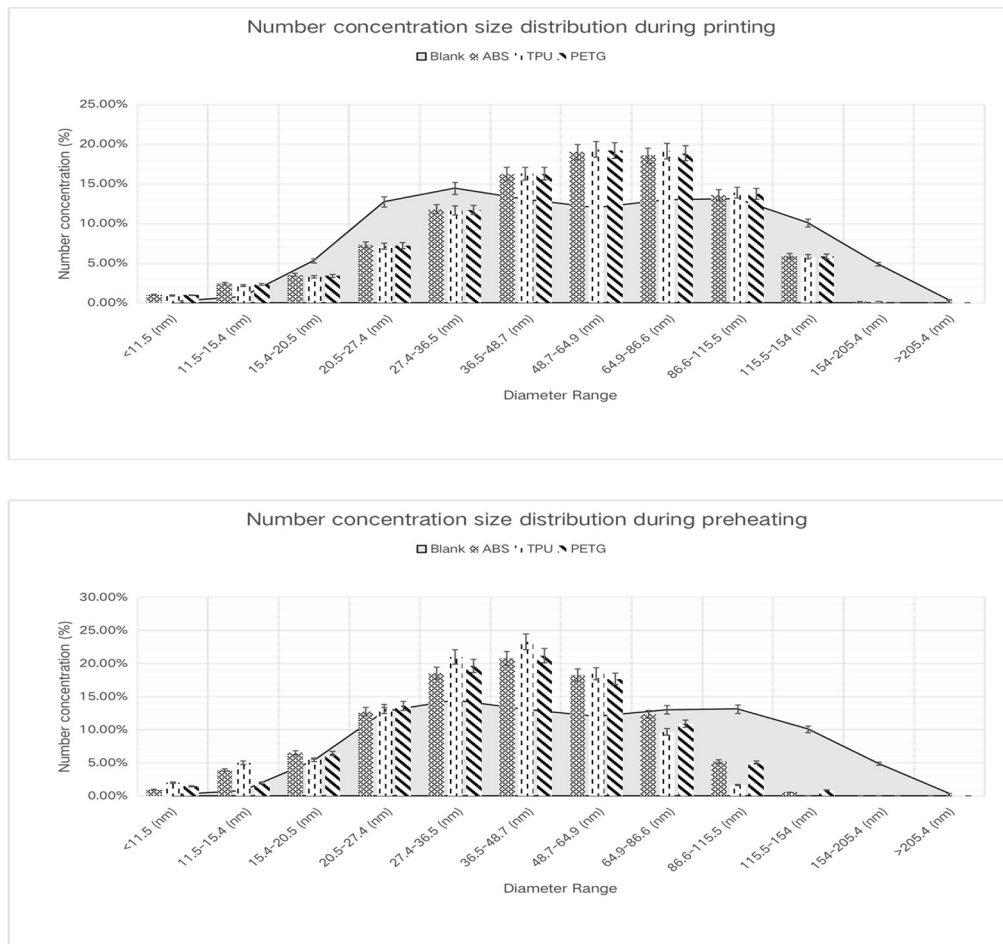 Number concentration size distribution during printing
Blank ABS TPU PETG
25.00%
20.00%
15.00%
10.00%
5.00%
0.00%
Number concentration (%)
<11.5 (nm)
11.5-15.4 (nm)
15.4-20.5 (nm)
20.5-27.4 (nm)
27.4-36.5 (nm)
36.5-48.7 (nm)
48.7-64.9 (nm)
64.9-86.6 (nm)
86.6-115.5 (nm)
115.5-154 (nm)
154-205.4 (nm)
>205.4 (nm)
Diameter Range
Number concentration size distribution during preheating
Blank ABS TPU PETG
30.00%
25.00%
20.00%
15.00%
10.00%
5.00%
0.00%
Number concentration (%)
<11.5 (nm)
11.5-15.4 (nm)
15.4-20.5 (nm)
20.5-27.4 (nm)
27.4-36.5 (nm)
36.5-48.7 (nm)
48.7-64.9 (nm)
64.9-86.6 (nm)
86.6-115.5 (nm)
115.5-154 (nm)
154-205.4 (nm)
>205.4 (nm)
Diameter Range